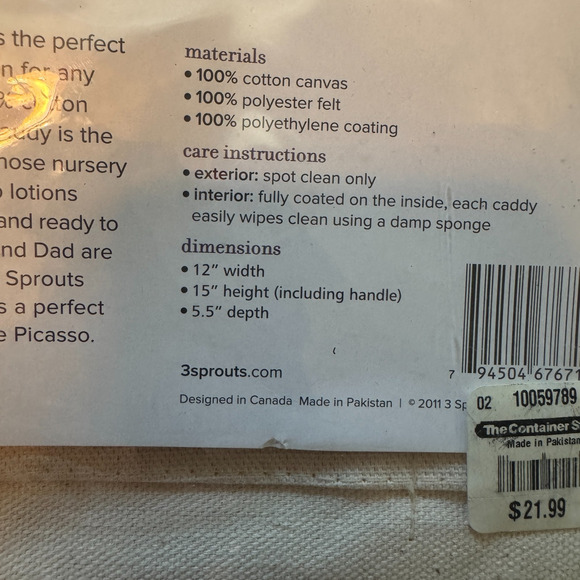 s the perfect
n for any
ton
is the
nose nursery
lotions
and ready to
nd Dad are
Sprouts
s a perfect
e Picasso.
materials
• 100% cotton canvas
• 100% polyester felt
• 100% polyethylene coating
care instructions
• exterior: spot clean only
• interior: fully coated on the inside, each caddy
easily wipes clean using a damp sponge
dimensions
• 12" width
• 15" height (including handle)
• 5.5" depth
3sprouts.com
Designed in Canada Made in Pakistan | © 2011 3 Sp
7 94504 67671
02 10059789
The Container S
Made in Pakistan
$21.99